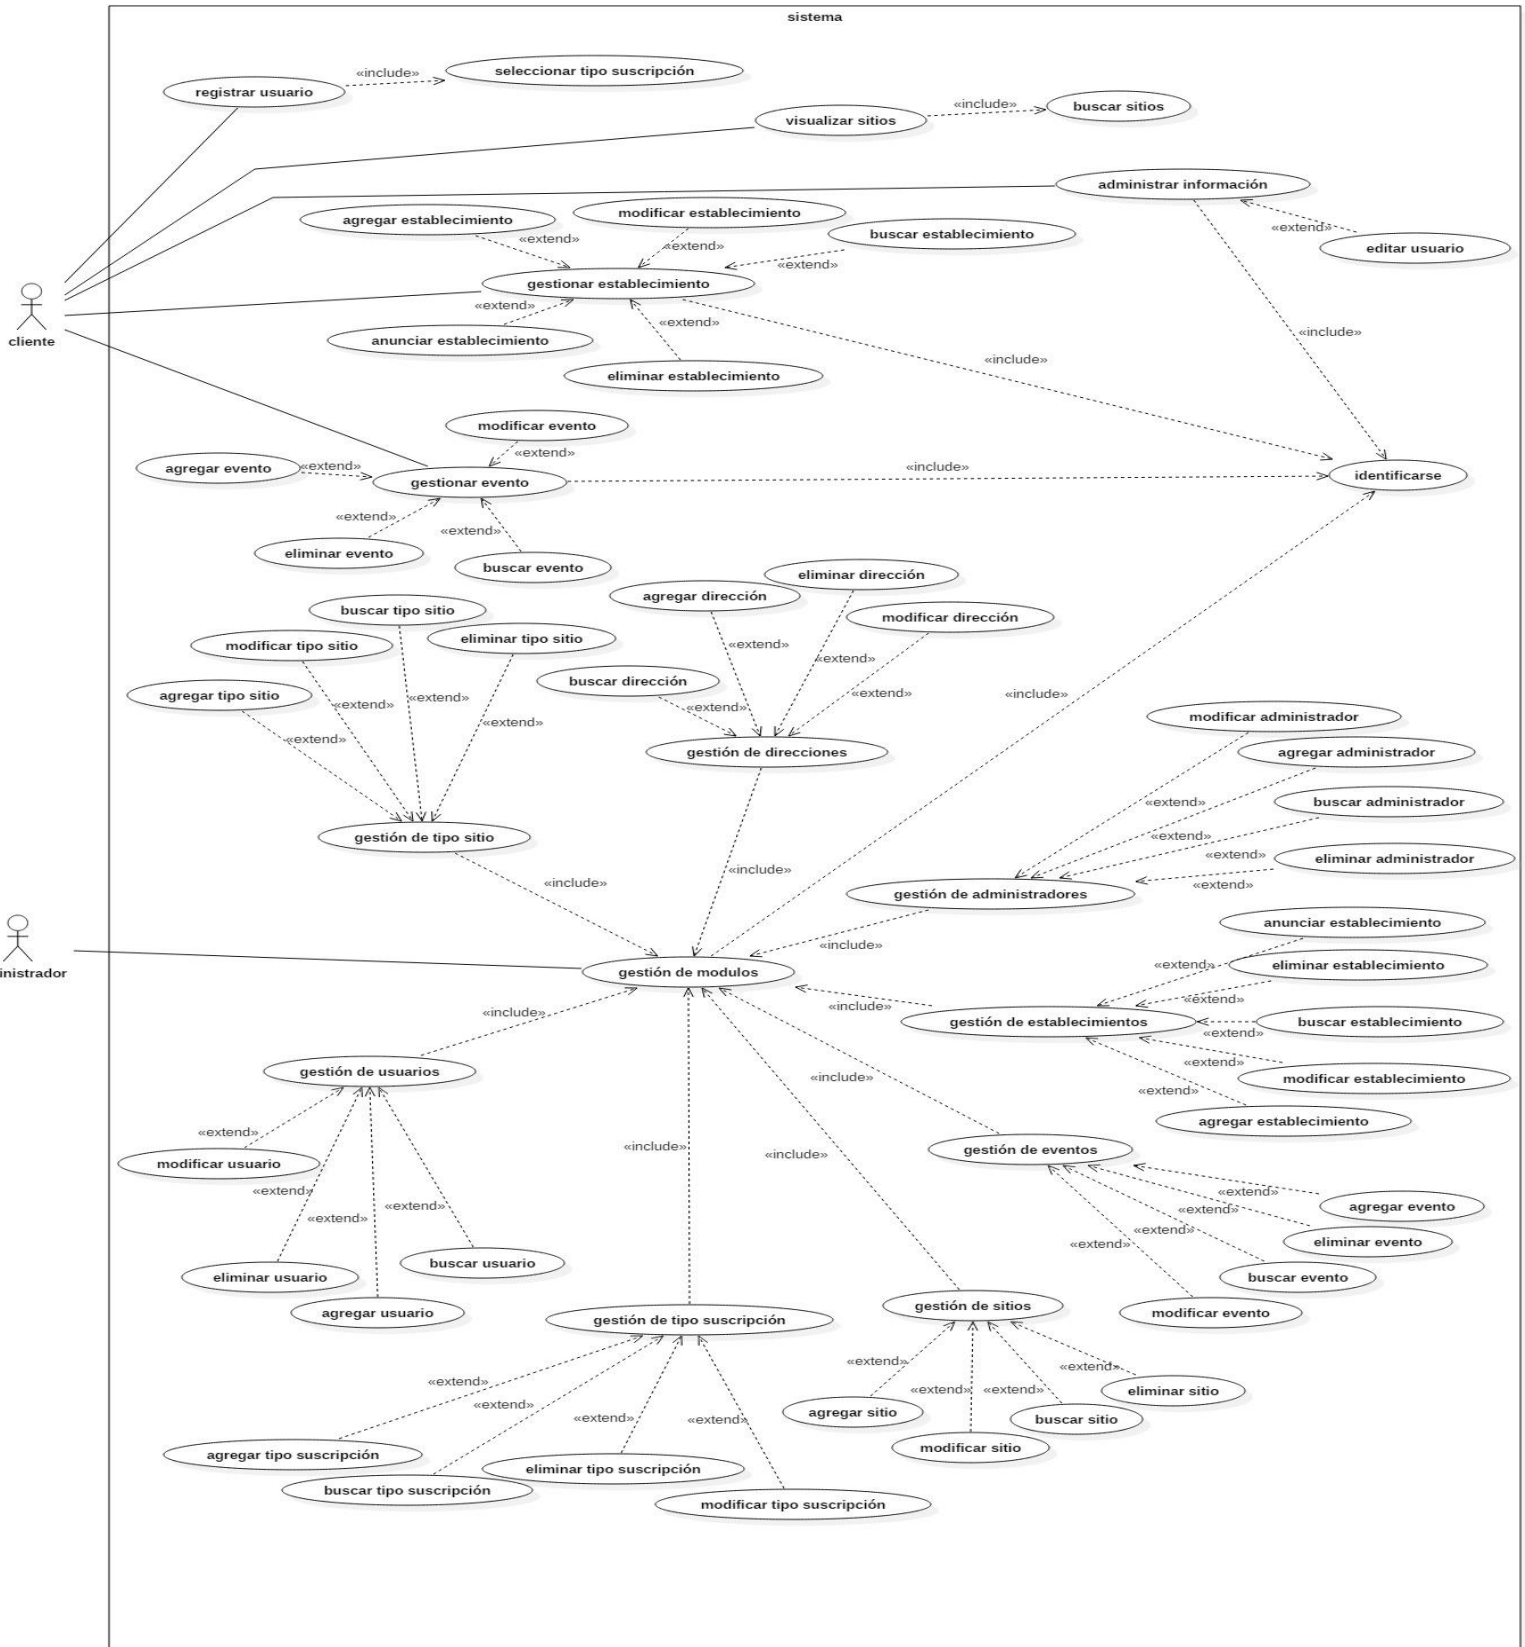 sistema
seleccionar tipo suscripción
«include»
registrar usuario
«include»
buscar sitios
visualizar sitios
administrar información
modificar establecimiento
agregar establecimiento
«extend»
buscar establecimiento
«extend»
«extend»
editar usuario
«extend»
gestionar establecimiento
«extend»
«extend»
«include»
cliente
anunciar establecimiento
«include»
eliminar establecimiento
modificar evento
«extend»
agregar evento
«extend»
«include»
identificarse
gestionar evento
«extend»
«extend»
eliminar evento
buscar evento
eliminar dirección
agregar dirección
buscar tipo sitio
modificar dirección
eliminar tipo sitio
modificar tipo sitio
«extend»
«extend»
buscar dirección
agregar tipo sitio
«extend»
«include»
«extend»
«extend»
«extend»
modificar administrador
«extend»
«extend»
gestión de direcciones
agregar administrador
«extend»
buscar administrador
gestión de tipo sitio
«extend»
«extend»
eliminar administrador
«include»
«include»
«extend»
gestión de administradores
anunciar establecimiento
«include»
«extend»
eliminar establecimiento
inistrador
gestión de modulos
«extend»
«include»
«include»
gestión de establecimientos
buscar establecimiento
«extend»
«extend»
gestión de usuarios
«include»
modificar establecimiento
«extend»
agregar establecimiento
«extend»
«include»
«include»
gestión de eventos
modificar usuario
«extend»
«extend»
«extend»
agregar evento
«extend»
«extend»
«extend»
«extend»
eliminar evento
buscar usuario
eliminar usuario
buscar evento
gestión de sitios
agregar usuario
modificar evento
gestión de tipo suscripción
«extend»
«extend»
«extend»
«extend»
«extend»
eliminar sitio
«extend»
agregar sitio
«extend»
«extend»
buscar sitio
modificar sitio
agregar tipo suscripción
eliminar tipo suscripción
buscar tipo suscripción
modificar tipo suscripción